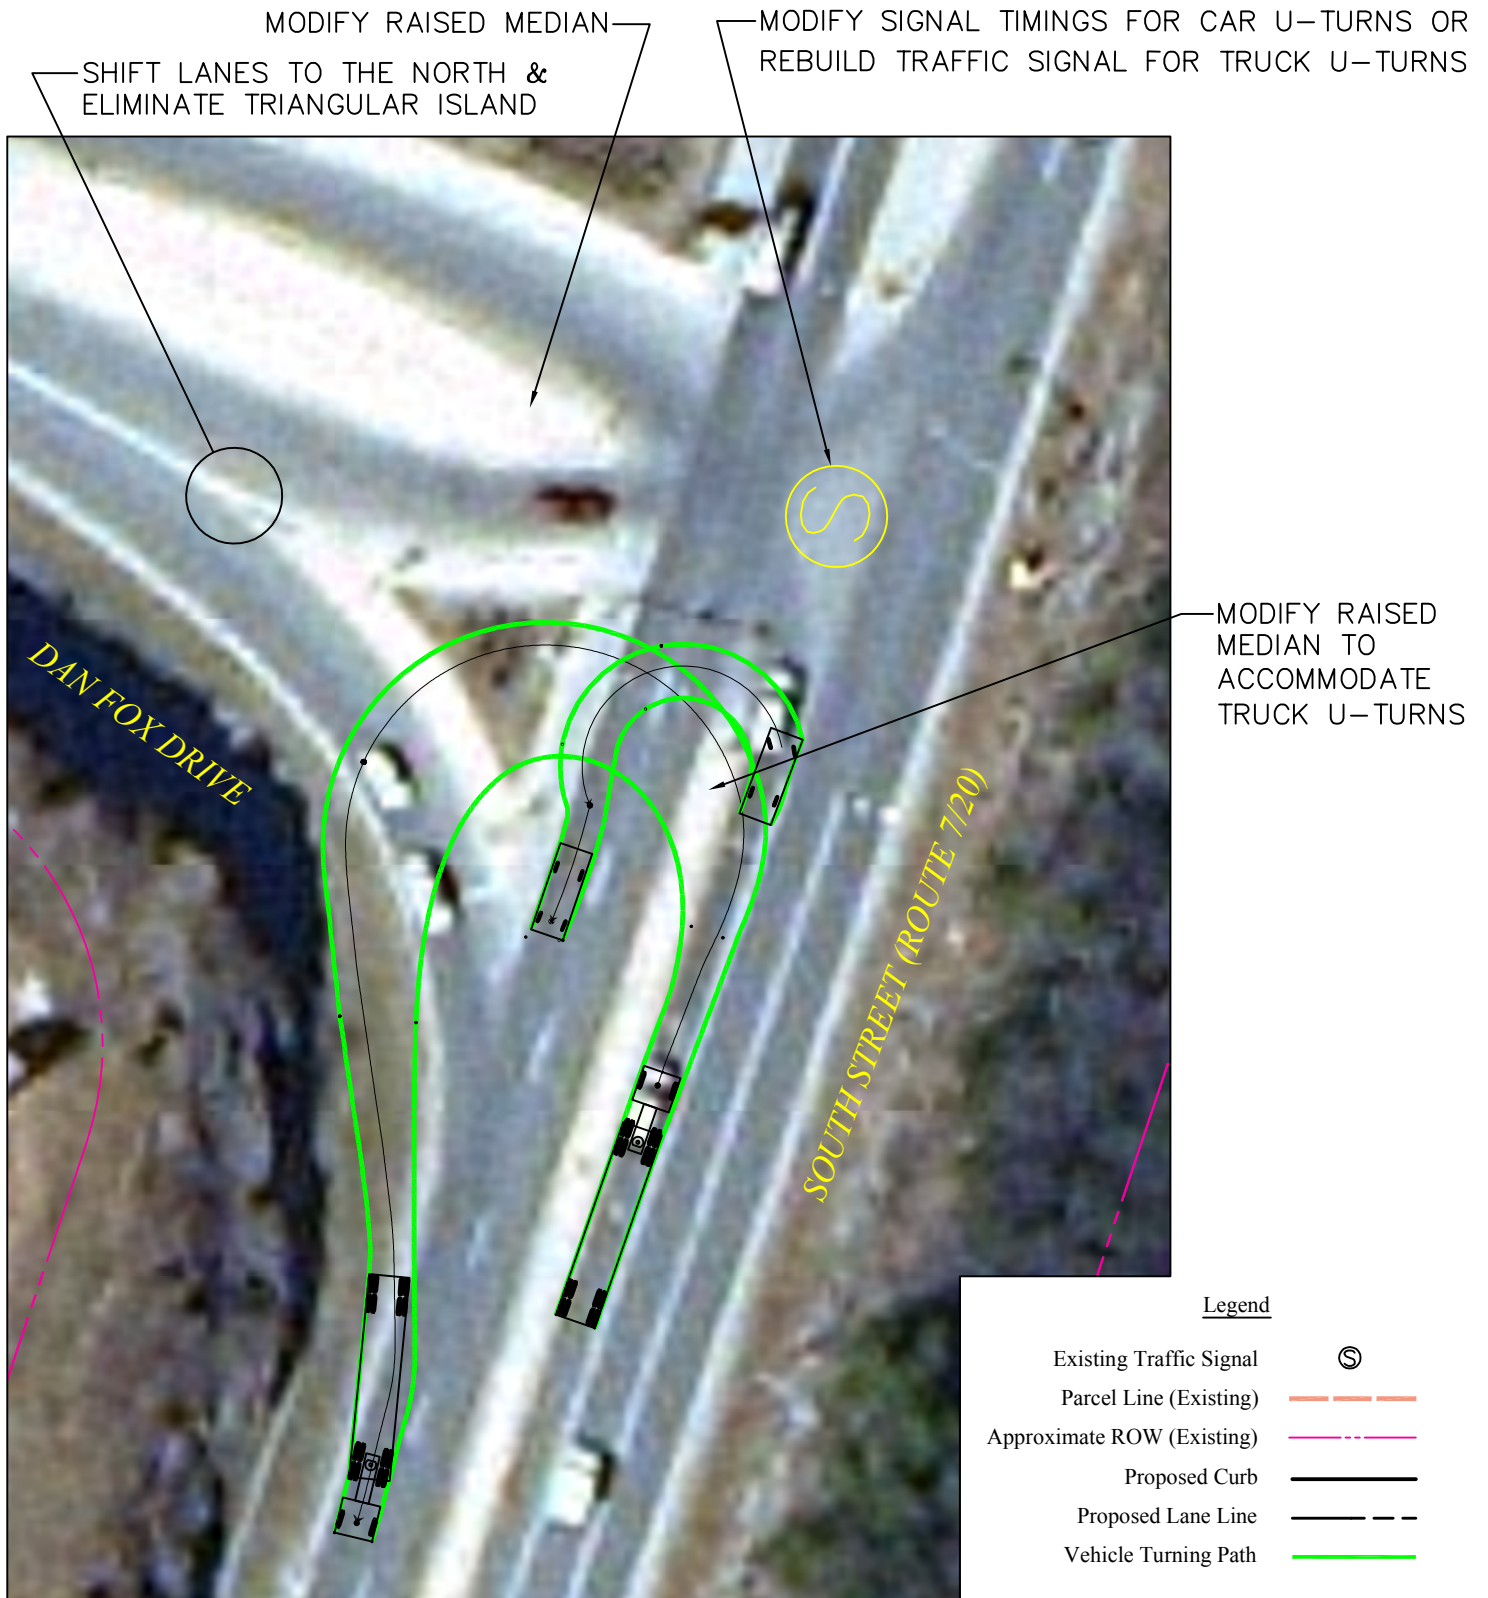 MODIFY RAISED MEDIAN
MODIFY SIGNAL TIMINGS FOR CAR U-TURNS OR
REBUILD TRAFFIC SIGNAL FOR TRUCK U-TURNS
SHIFT LANES TO THE NORTH &
ELIMINATE TRIANGULAR ISLAND
S
MODIFY RAISED
MEDIAN TO
ACCOMMODATE
TRUCK U-TURNS
DAN FOX DRIVE
SOUTH STREET (ROUTE 7/20)
Legend
Existing Traffic Signal S
Parcel Line (Existing)
Approximate ROW (Existing)
Proposed Curb
Proposed Lane Line
Vehicle Turning Path